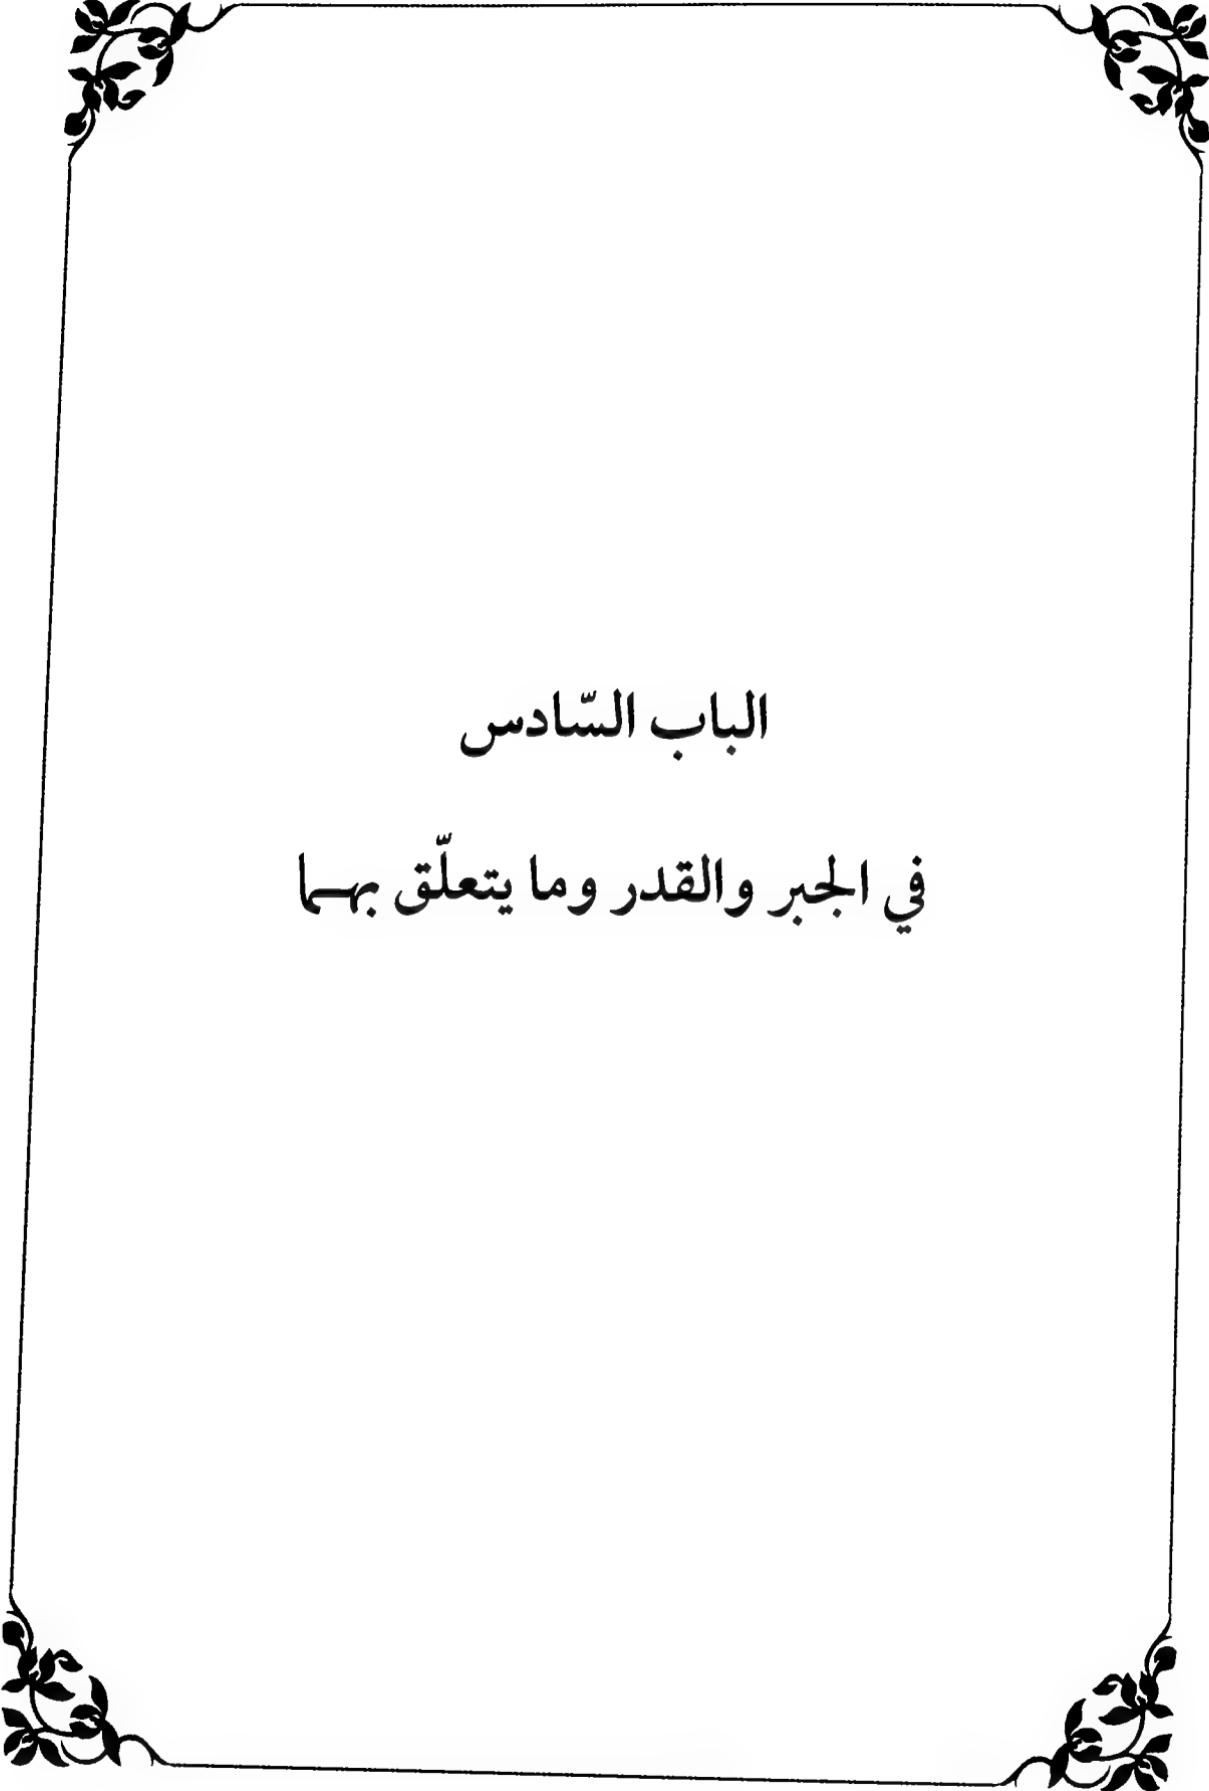 الباب السّادس
في الجبر والقدر وما يتعلّق بهما